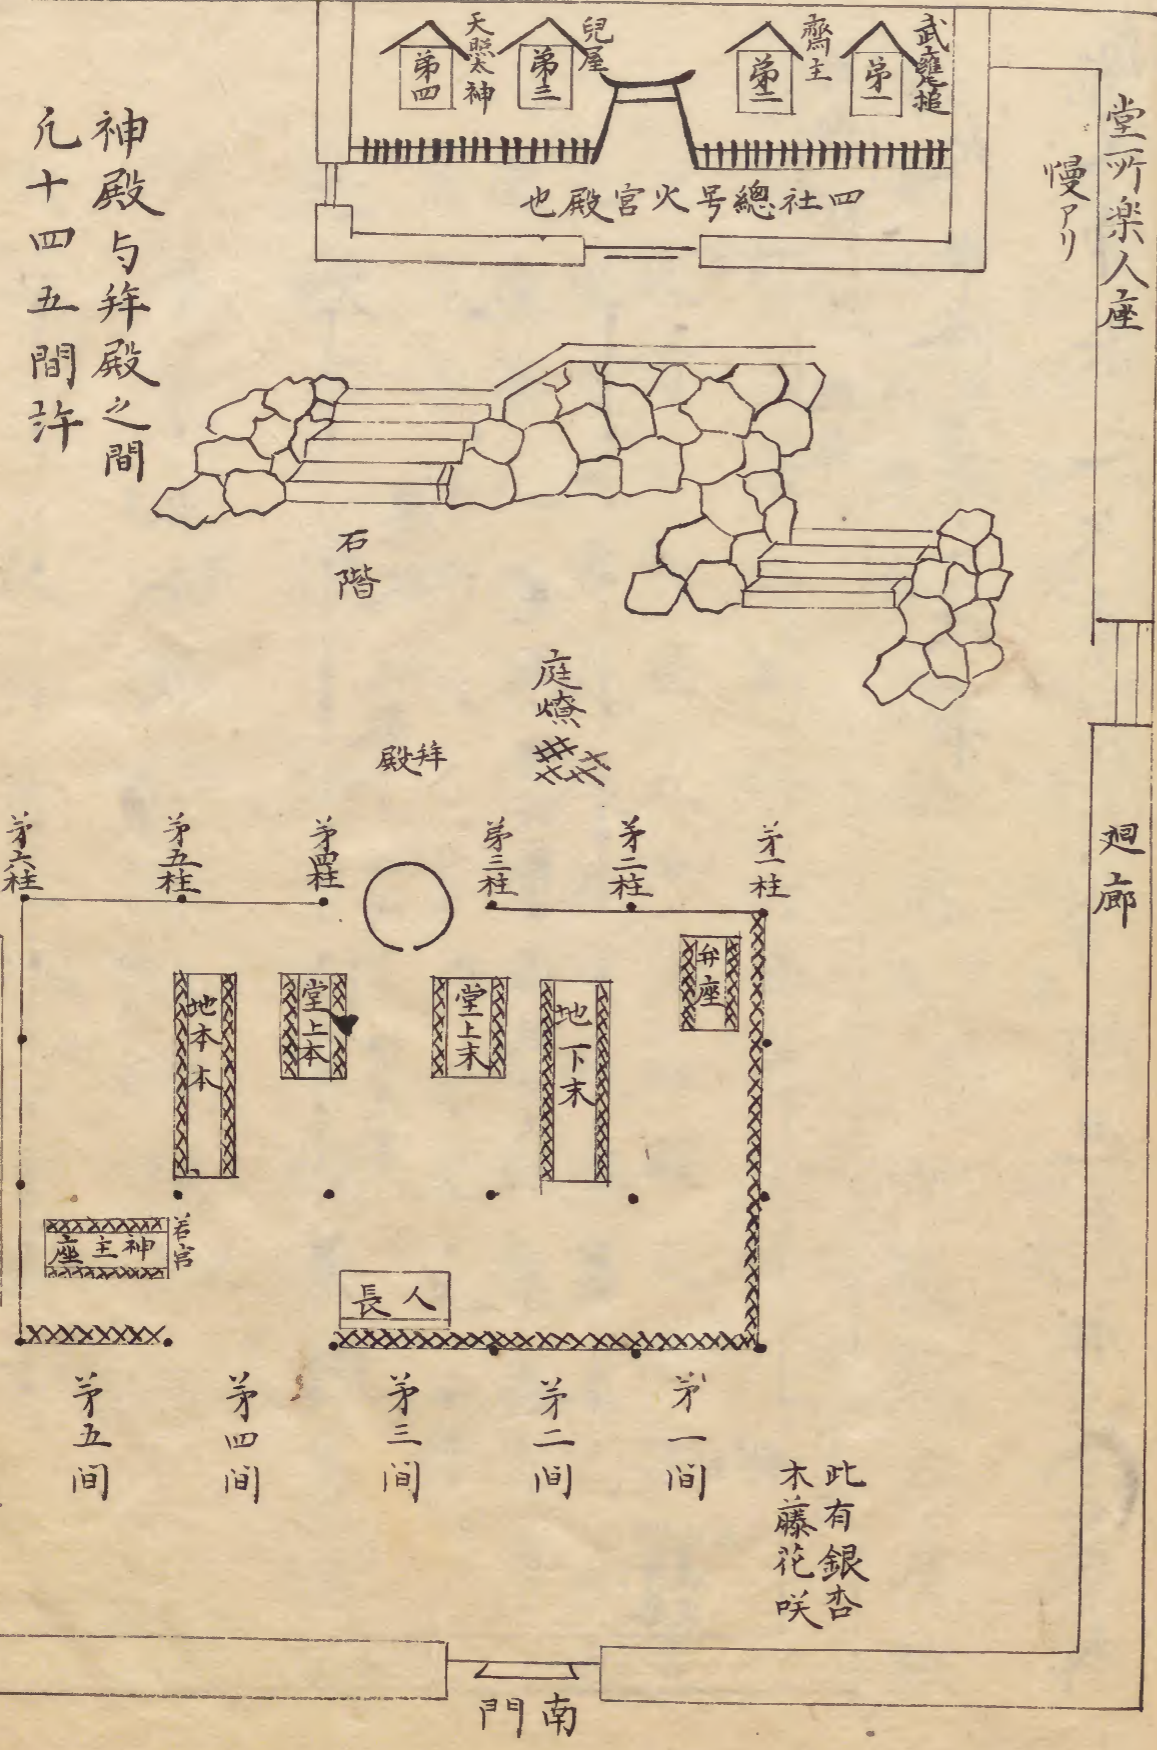 武甕槌
第一
齋主
第二
兒屋
第三
天照太神
第四
四社總号火宮殿也
堂所楽人座
慢アリ
神殿与拜殿之間
凢十四五間許
石階
庭燎
拜殿
廻廊
第一柱
第二柱
第三柱
第四柱
第五柱
第六柱
弁座
地下末
堂上末
堂上本
地本本
若宮
神主座
人長
第一间
第二间
第三间
第四间
第五间
此有銀杏
木藤花咲
南門